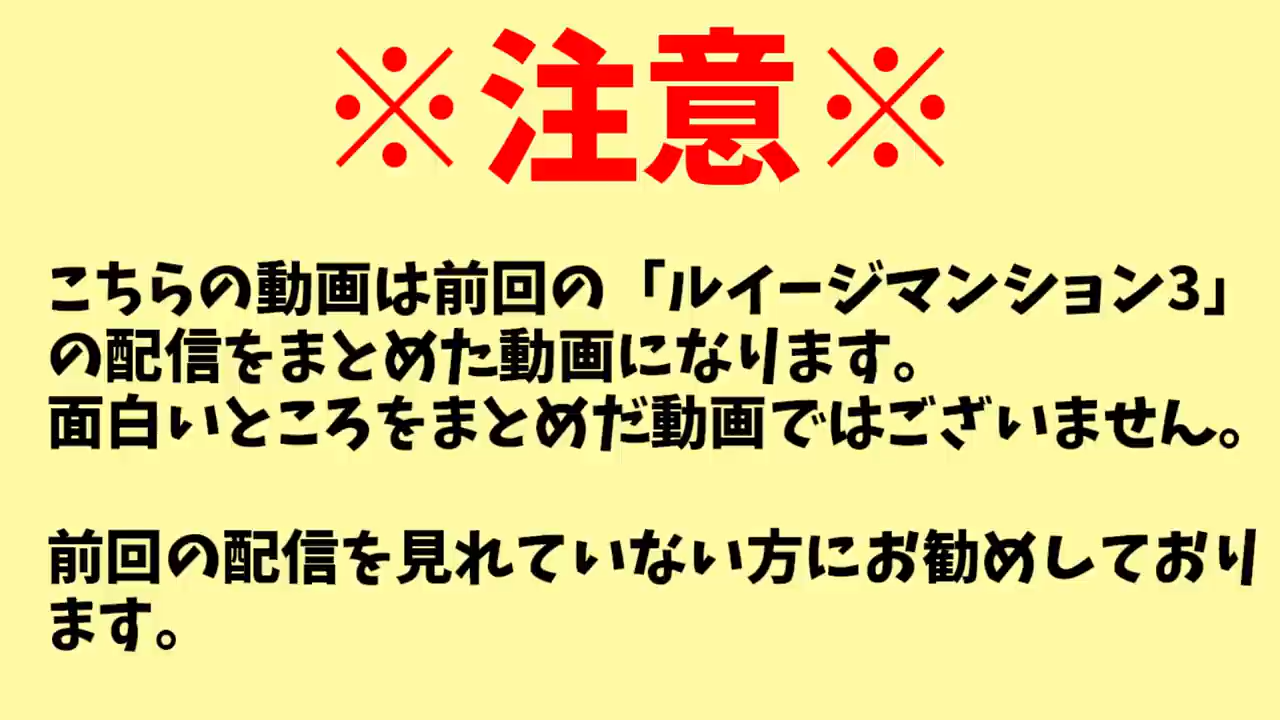 ※注意※
こちらの動画は前回の「ルイージマンション3」
の配信をまとめた動画になります。
面白いところをまとめだ動画ではございません。
前回の配信を見れていない方にお勧めしており
ます。